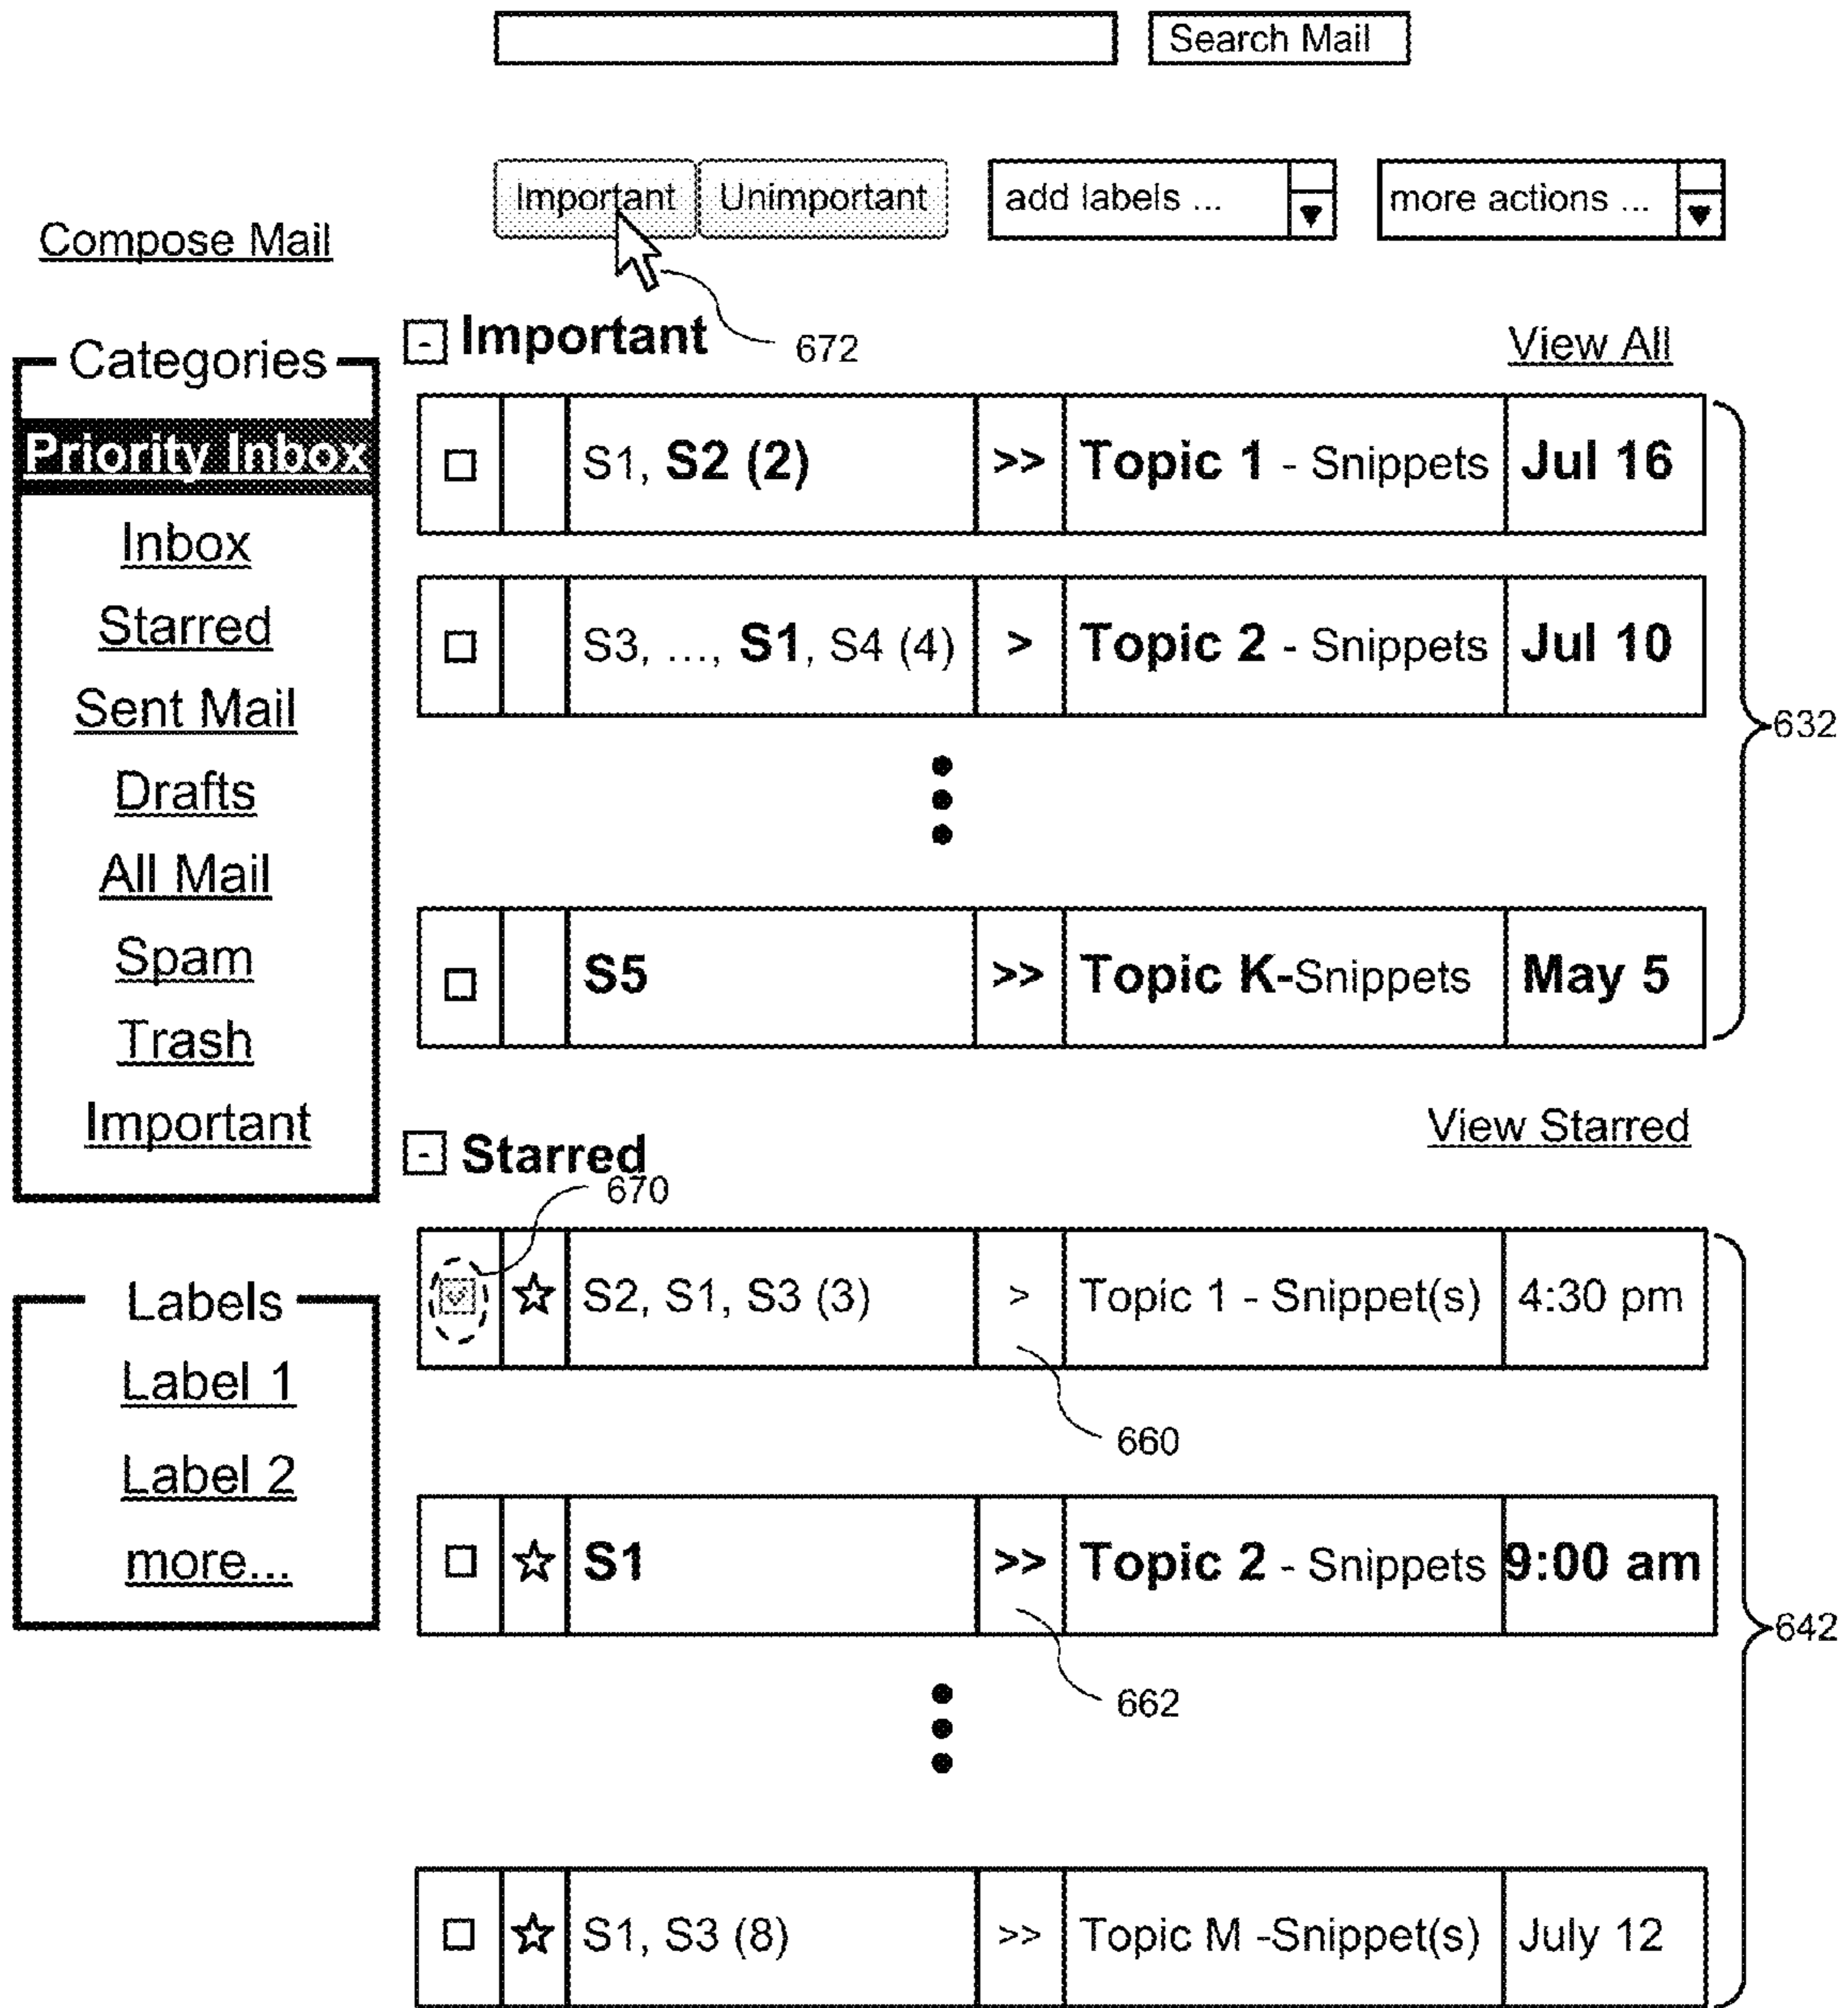 Search Mail
Important Unimportant add labels ... more actions ...
Compose Mail
672
Categories
Priority Inbox
Inbox
Starred
Sent Mail
Drafts
All Mail
Spam
Trash
Important
Labels
Label 1
Label 2
more...
- Important View All
S1, S2 (2) >> Topic 1 - Snippets Jul 16
S3, ..., S1, S4 (4) > Topic 2 - Snippets Jul 10
632
S5 >> Topic K-Snippets May 5
- Starred View Starred
670
S2, S1, S3 (3) > Topic 1 - Snippet(s) 4:30 pm
660
S1 >> Topic 2 - Snippets 9:00 am
642
662
S1, S3 (8) >> Topic M -Snippet(s) July 12